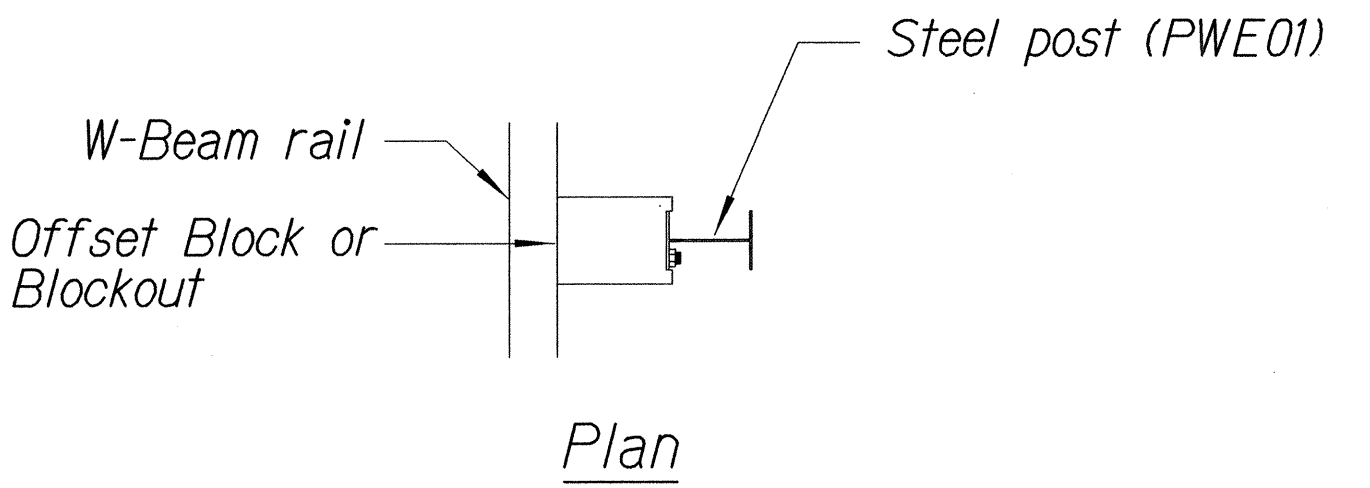 Steel post (PWE01)
W-Beam rail
Offset Block or
Blockout
Plan